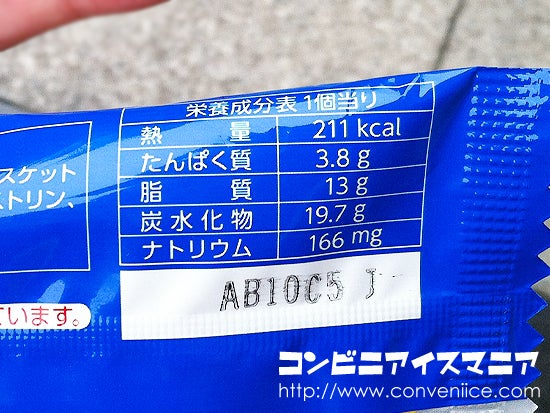 栄養成分表 1個当り
熱量 211 kcal
たんぱく質 3.8 g
脂質 13 g
炭水化物 19.7 g
ナトリウム 166 mg
スケット
ストリン、
ています。
AB10C5 J
コンビニアイスマニア
http://www.conveniice.com/